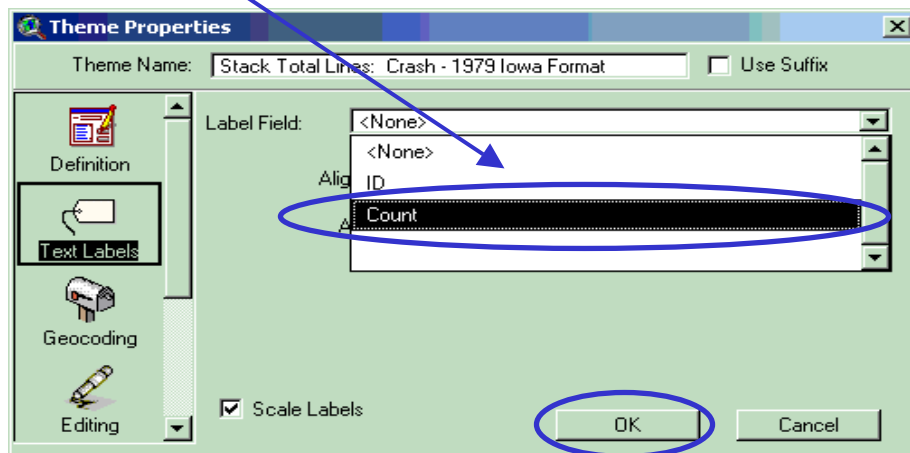 Theme Properties
Theme Name: Stack Total Lines: Crash - 1979 Iowa Format Use Suffix
Definition
Text Labels
Geocoding
Editing
Label Field: <None>
<None>
Alig ID
A Count
Scale Labels
OK Cancel